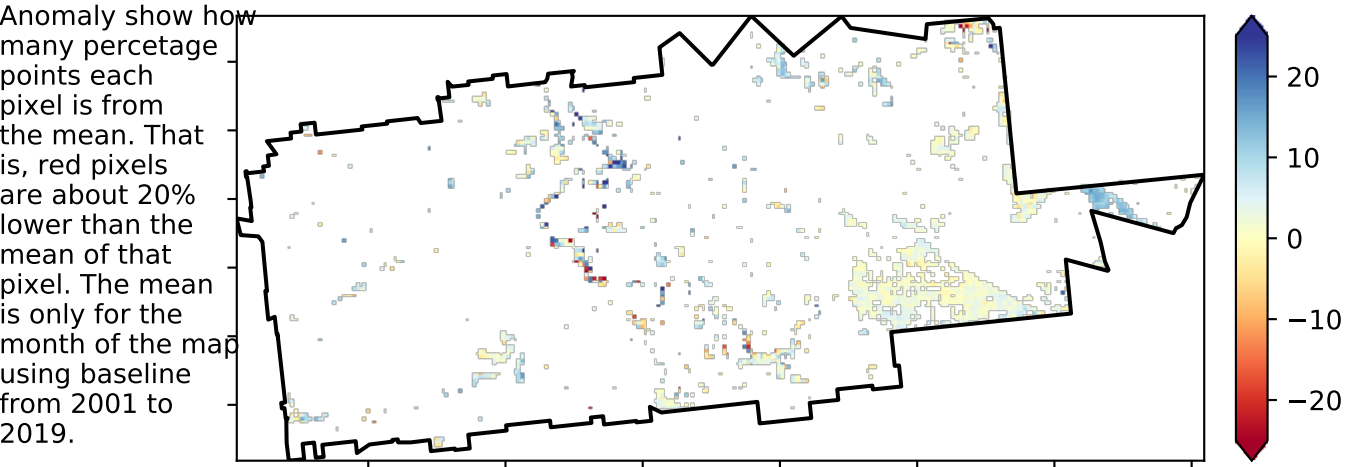 Anomaly show how
many percetage
points each
pixel is from
the mean. That
is, red pixels
are about 20%
lower than the
mean of that
pixel. The mean
is only for the
month of the map
using baseline
from 2001 to
2019.
20
10
0
−10
−20